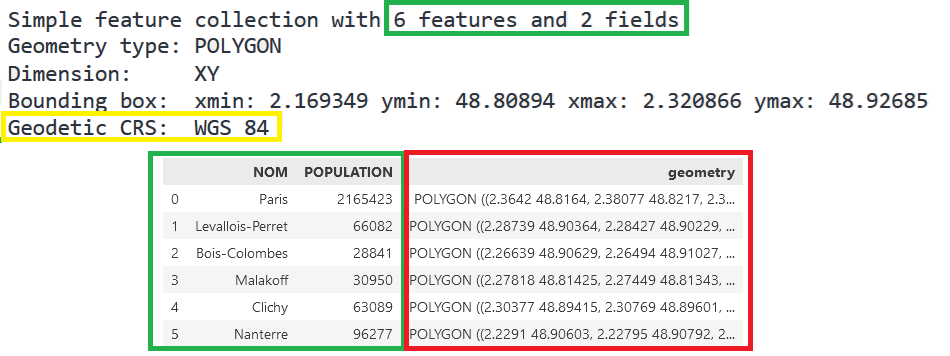 Simple feature collection with 6 features and 2 fields
Geometry type: POLYGON
Dimension: XY
Bounding box: xmin: 2.169349 ymin: 48.80894 xmax: 2.320866 ymax: 48.92685
Geodetic CRS: WGS 84
NOM POPULATION geometry
0 Paris 2165423 POLYGON ((2.3642 48.8164, 2.38077 48.8217, 2.3...
1 Levallois-Perret 66082 POLYGON ((2.28739 48.90364, 2.28427 48.90229, ...
2 Bois-Colombes 28841 POLYGON ((2.26639 48.90629, 2.26494 48.91027, ...
3 Malakoff 30950 POLYGON ((2.27818 48.81425, 2.27449 48.81343, ...
4 Clichy 63089 POLYGON ((2.30377 48.89415, 2.30769 48.89601, ...
5 Nanterre 96277 POLYGON ((2.2291 48.90603, 2.22795 48.90792, 2...